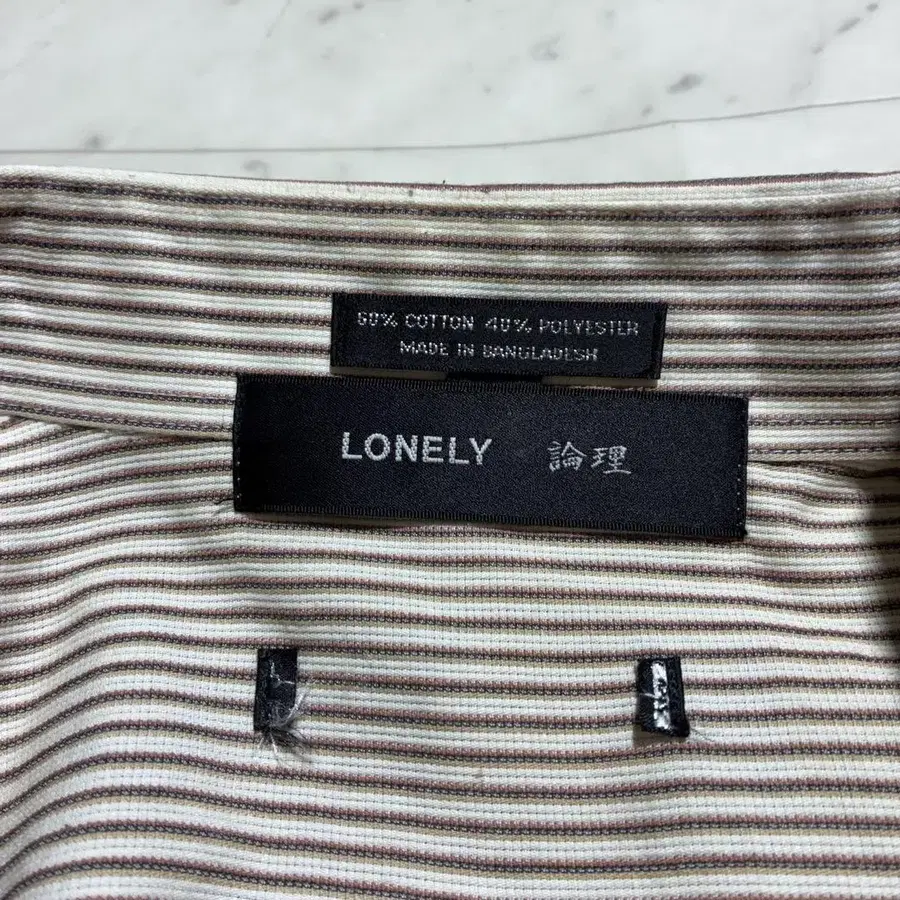 60% COTTON 40% POLYESTER
MADE IN BANGLADESH
LONELY 論理